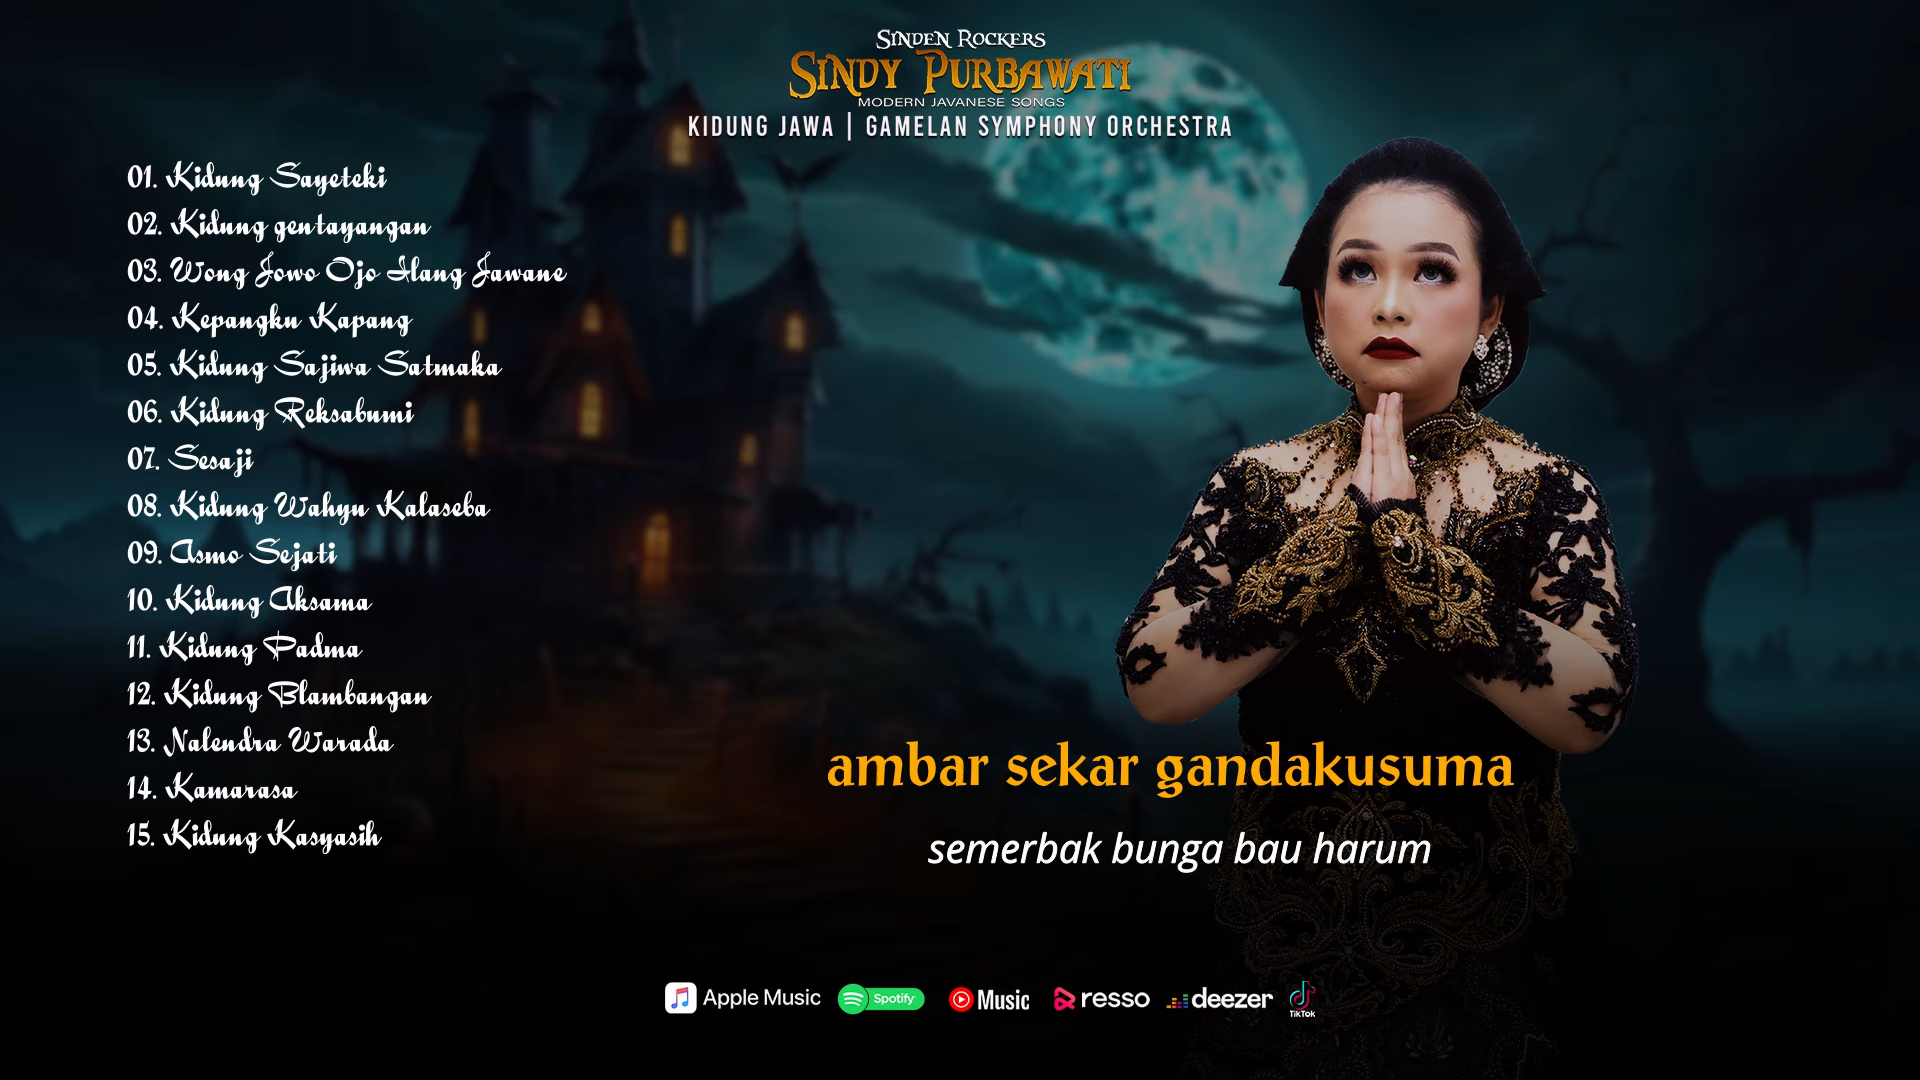 SINDEN ROCKERS
SINDY PURBAWATI
MODERN JAVANESE SONGS
KIDUNG JAWA | GAMELAN SYMPHONY ORCHESTRA
01. Kidung Sayeteki
02. Kidung gentayangan
03. Wong Jowo Ojo Ilang Jawane
04. Kepangku Kapang
05. Kidung Sajiwa Satmaka
06. Kidung Reksabumi
07. Sesaji
08. Kidung Wahyu Kalaseba
09. Asmo Sejati
10. Kidung Aksama
11. Kidung Padma
12. Kidung Blambangan
13. Nalendra Warada
14. Kamarasa
15. Kidung Kasyasih
ambar sekar gandakusuma
semerbak bunga bau harum
Apple Music Spotify Music resso deezer TikTok